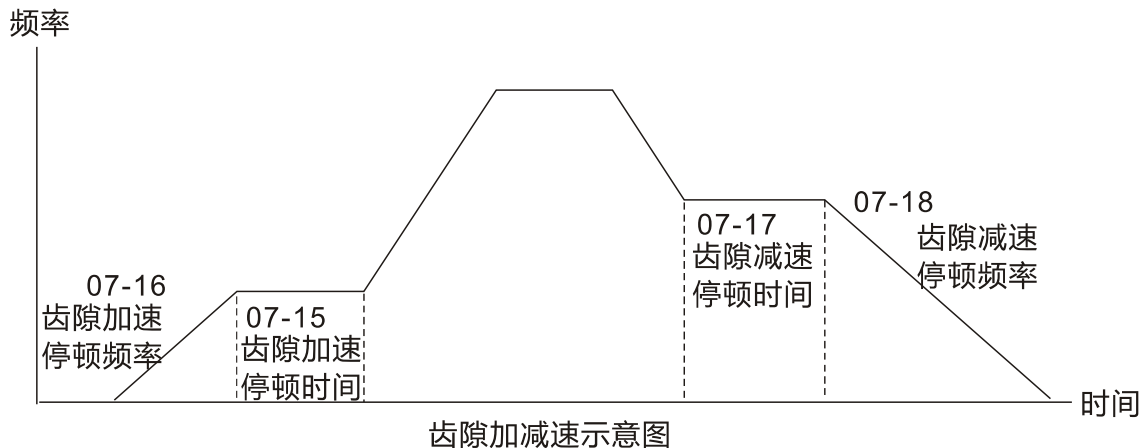 频率
07-16
齿隙加速
停顿频率
07-15
齿隙加速
停顿时间
07-17
齿隙减速
停顿时间
07-18
齿隙减速
停顿频率
时间
齿隙加减速示意图